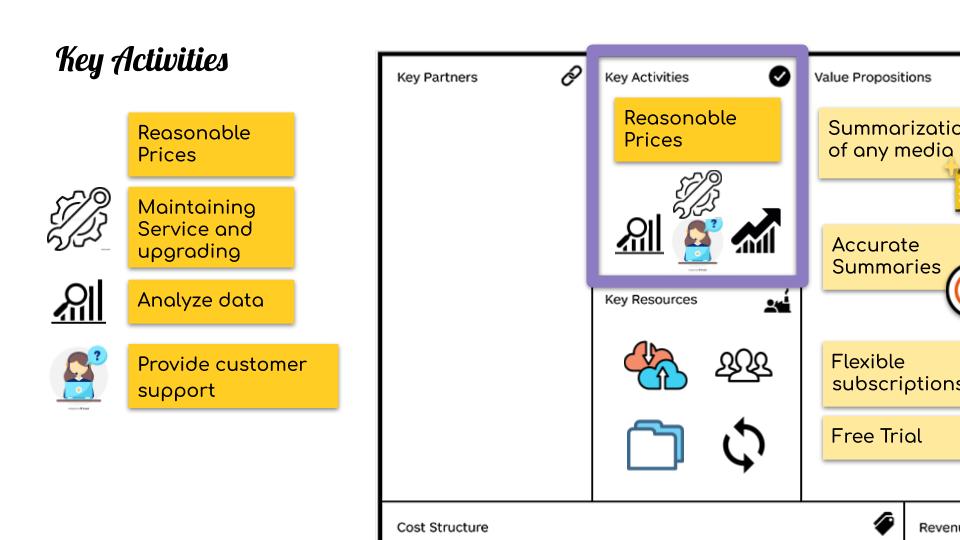 Key Activities
Reasonable
Prices
Maintaining
Service and
upgrading
Analyze data
?
Provide customer
support
Key Partners
Key Activities
Reasonable
Prices
?
Key Resources
Value Propositions
Summarizatio
of any media
Accurate
Summaries
Flexible
subscriptions
Free Trial
Cost Structure
Reven